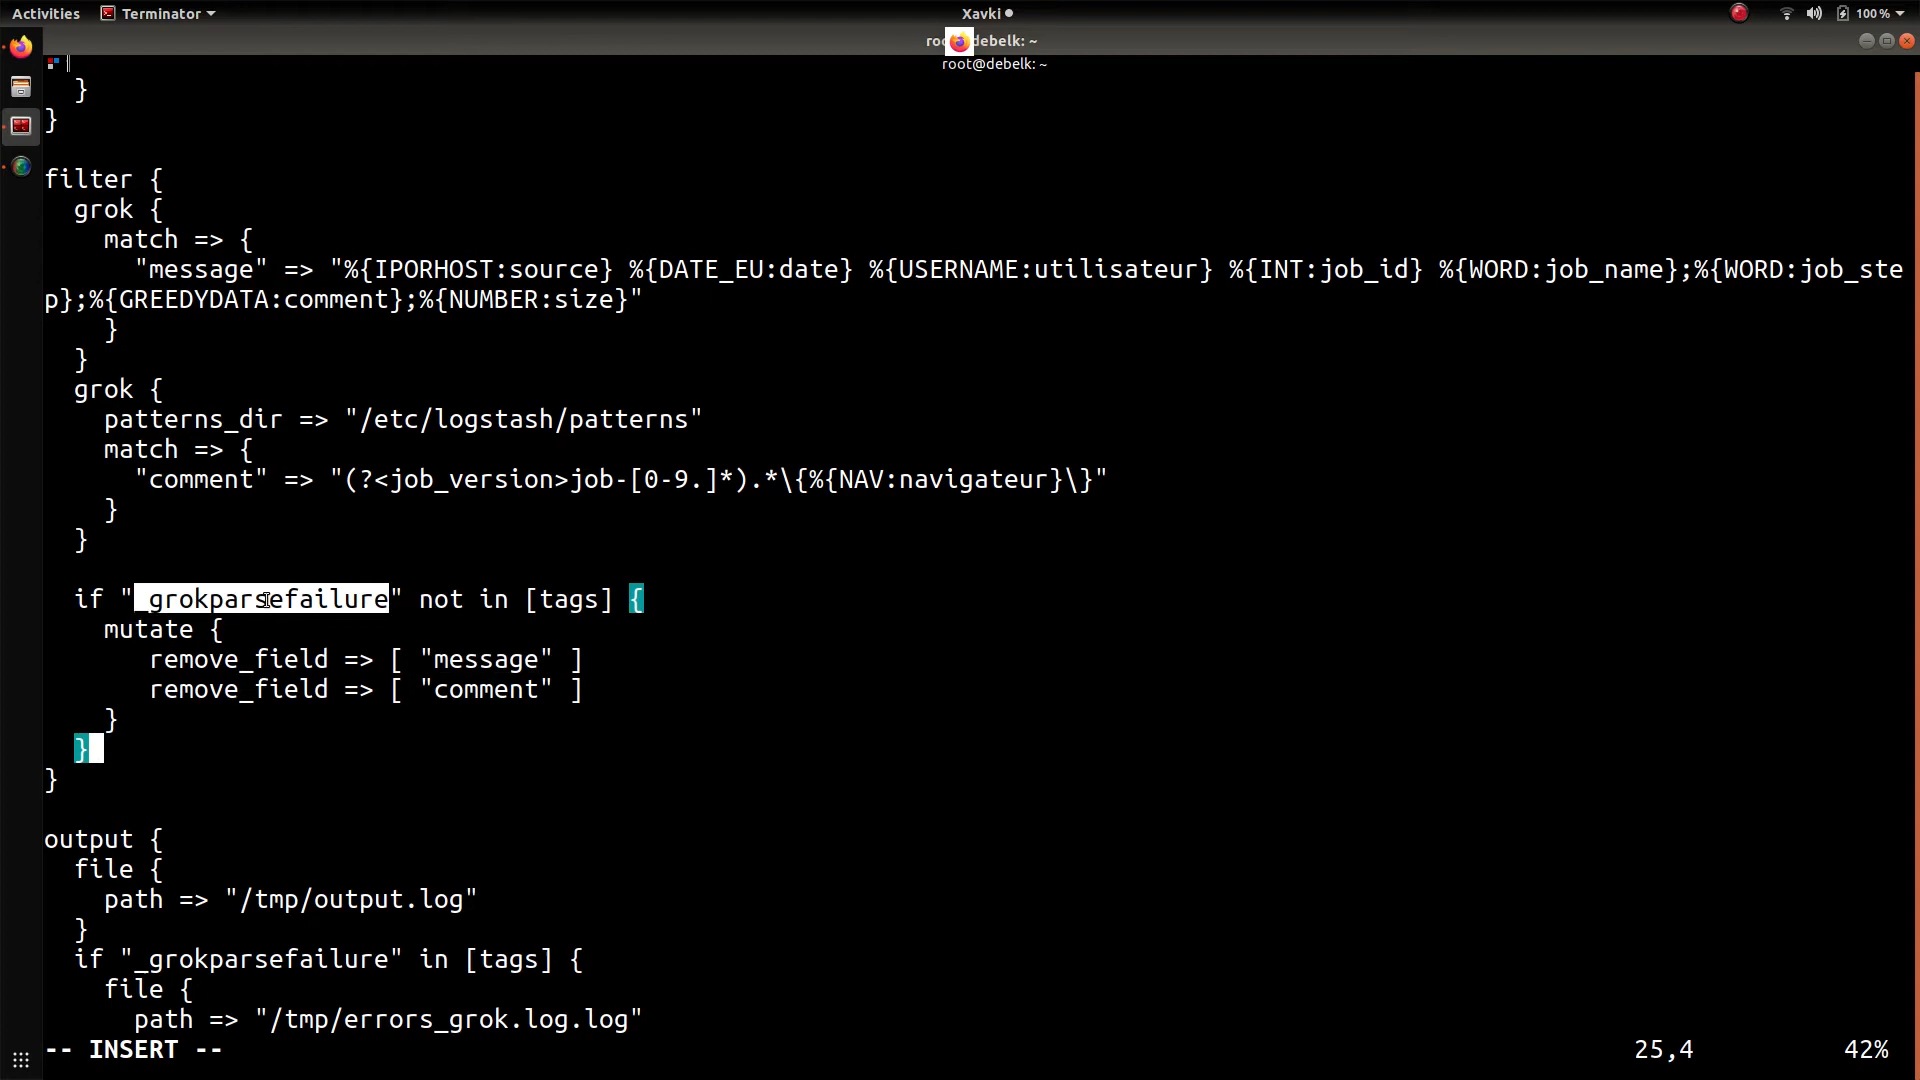 Activities Terminator Xavki 100 %
debelk: ~
root@debelk: ~
}
}
filter {
grok {
match => {
"message" => "%{IPORHOST:source} %{DATE_EU:date} %{USERNAME:utilisateur} %{INT:job_id} %{WORD:job_name};%{WORD:job_ste
p};%{GREEDYDATA:comment};%{NUMBER:size}"
}
}
grok {
patterns_dir => "/etc/logstash/patterns"
match => {
"comment" => "(?<job_version>job-[0-9.]*).*\{%{NAV:navigateur}\}"
}
}
if "_grokparsefailure" not in [tags] {
mutate {
remove_field => [ "message" ]
remove_field => [ "comment" ]
}
}
}
output {
file {
path => "/tmp/output.log"
}
if "_grokparsefailure" in [tags] {
file {
path => "/tmp/errors_grok.log.log"
-- INSERT -- 25,4 42%